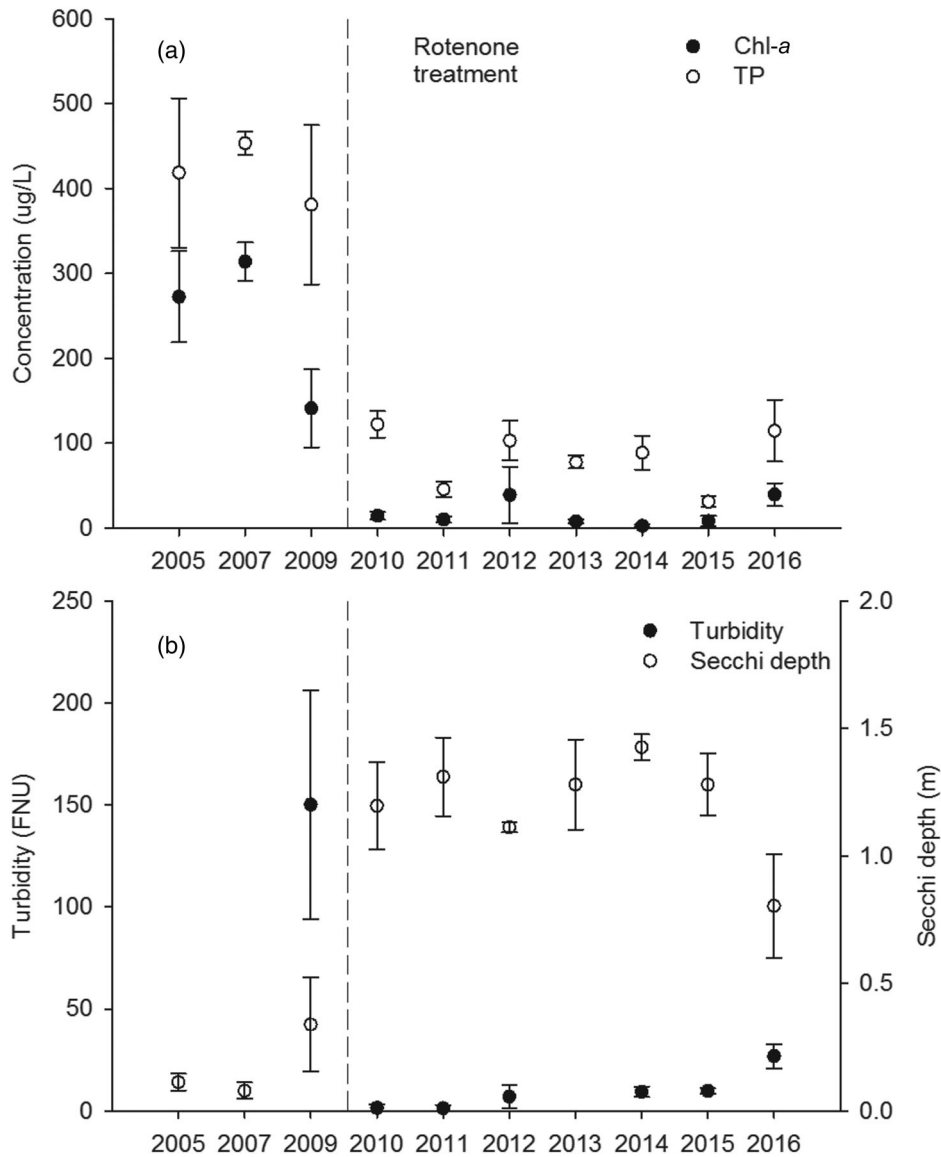 (a)
Rotenone
treatment
Chl-a
TP
Concentration (ug/L)
600
500
400
300
200
100
0
2005 2007 2009 2010 2011 2012 2013 2014 2015 2016
(b)
Turbidity
Secchi depth
Turbidity (FNU)
250
200
150
100
50
0
Secchi depth (m)
2.0
1.5
1.0
0.5
0.0
2005 2007 2009 2010 2011 2012 2013 2014 2015 2016